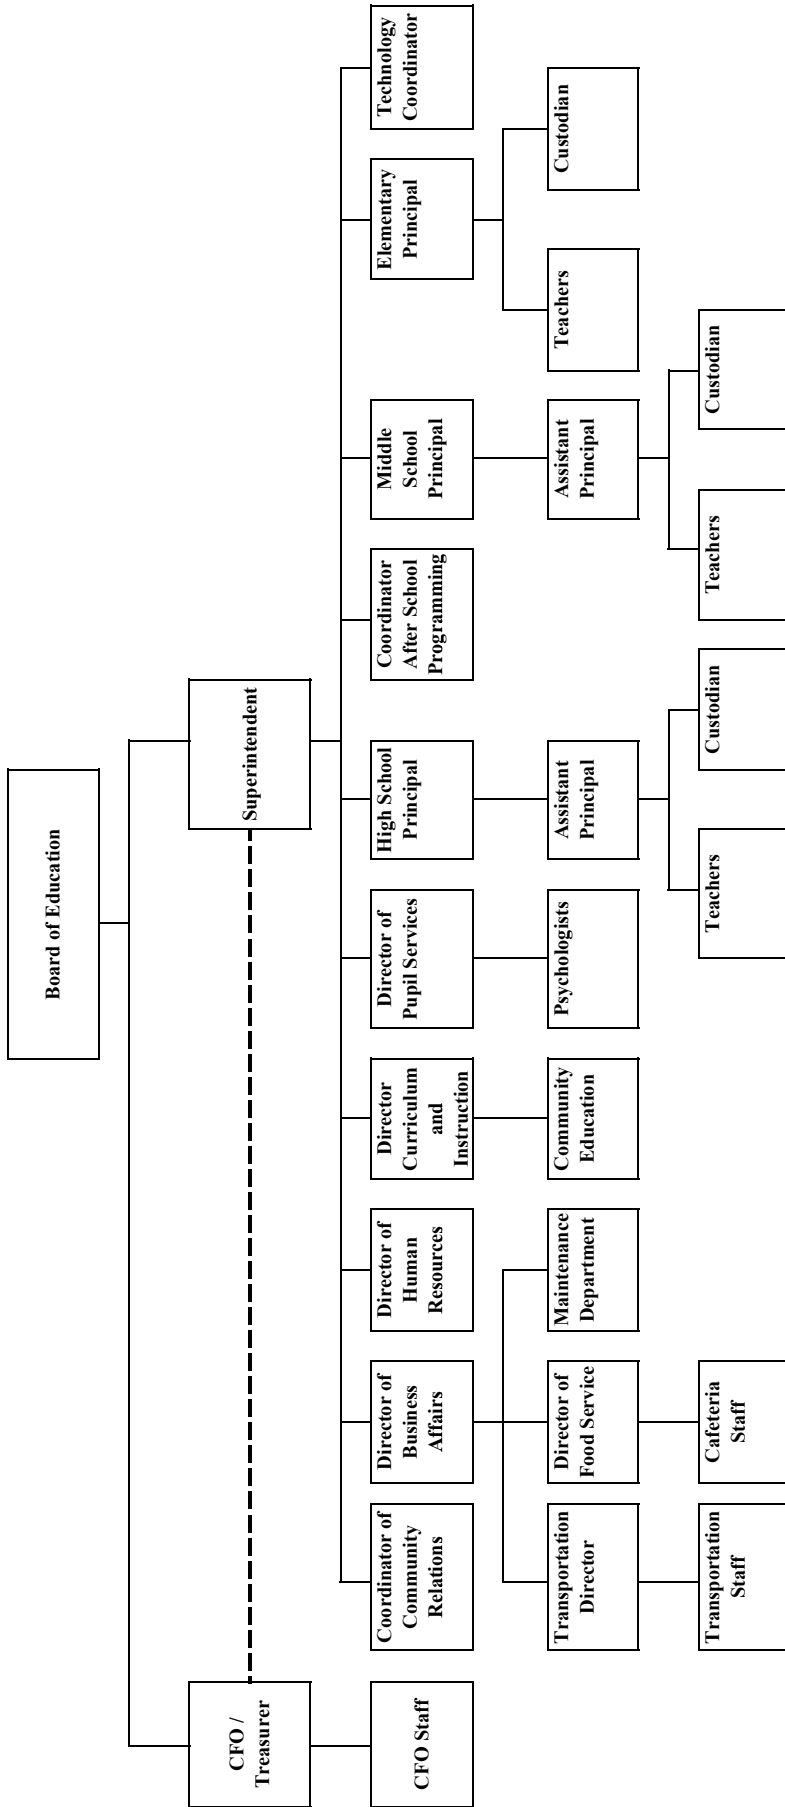 Board of Education
CFO /
Treasurer
Superintendent
CFO Staff
Coordinator of
Community
Relations
Director of
Business
Affairs
Director of
Human
Resources
Director
Curriculum
and
Instruction
Director of
Pupil Services
High School
Principal
Coordinator
After School
Programming
Middle
School
Principal
Elementary
Principal
Technology
Coordinator
Transportation
Director
Director of
Food Service
Maintenance
Department
Community
Education
Psychologists
Assistant
Principal
Assistant
Principal
Teachers
Custodian
Transportation
Staff
Cafeteria
Staff
Teachers
Custodian
Teachers
Custodian